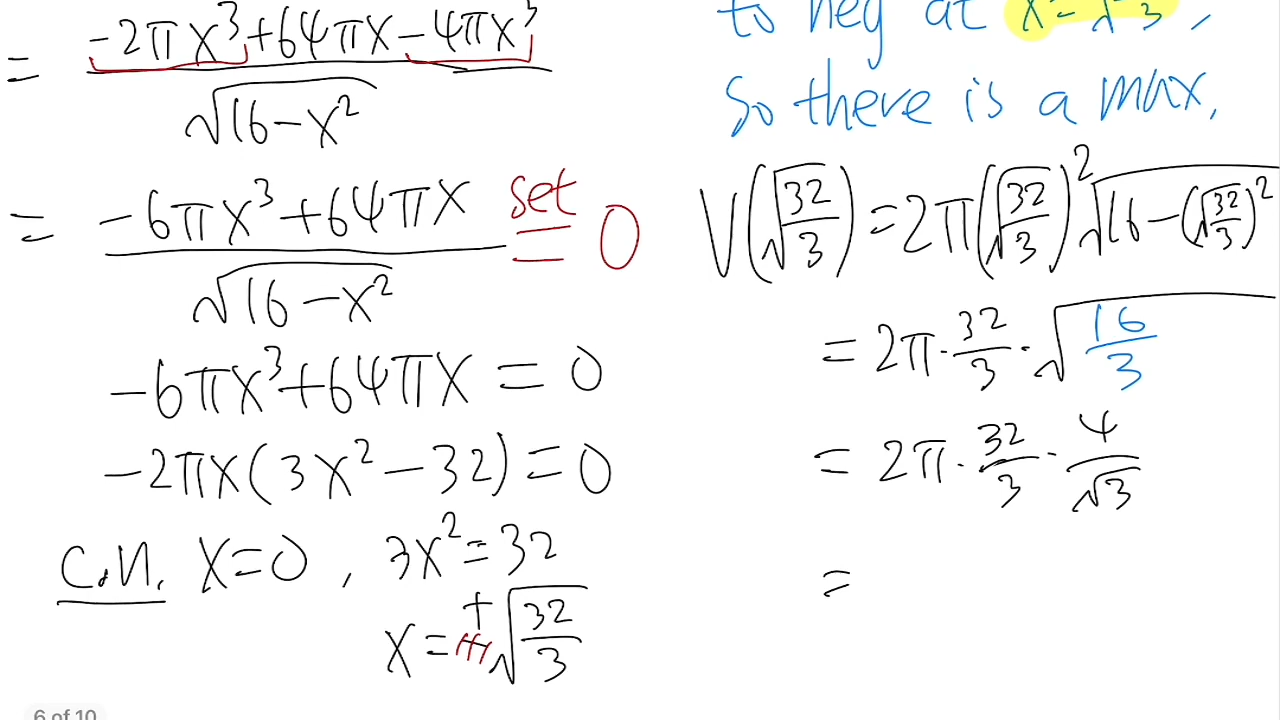 = (-2πx³+64πx-4πx³)/√(16-x²)
= (-6πx³+64πx)/√(16-x²) set = 0
-6πx³+64πx = 0
-2πx(3x²-32) = 0
C.N. x=0, 3x²=32
x = +√(32/3)
to neg at x=√
so there is a max.
V(√(32/3)) = 2π(√(32/3))²√(16-(√(32/3))²
= 2π·32/3·√(16/3)
= 2π·32/3·4/√3
=
6 of 10